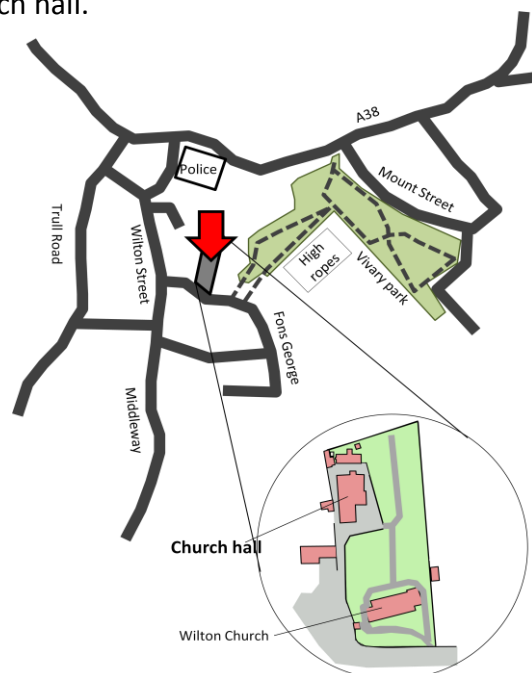 ch hall.
A38
Police
Mount Street
Trull Road
Wilton Street
High
ropes
Vivary park
Fons George
Middleway
Church hall
Wilton Church